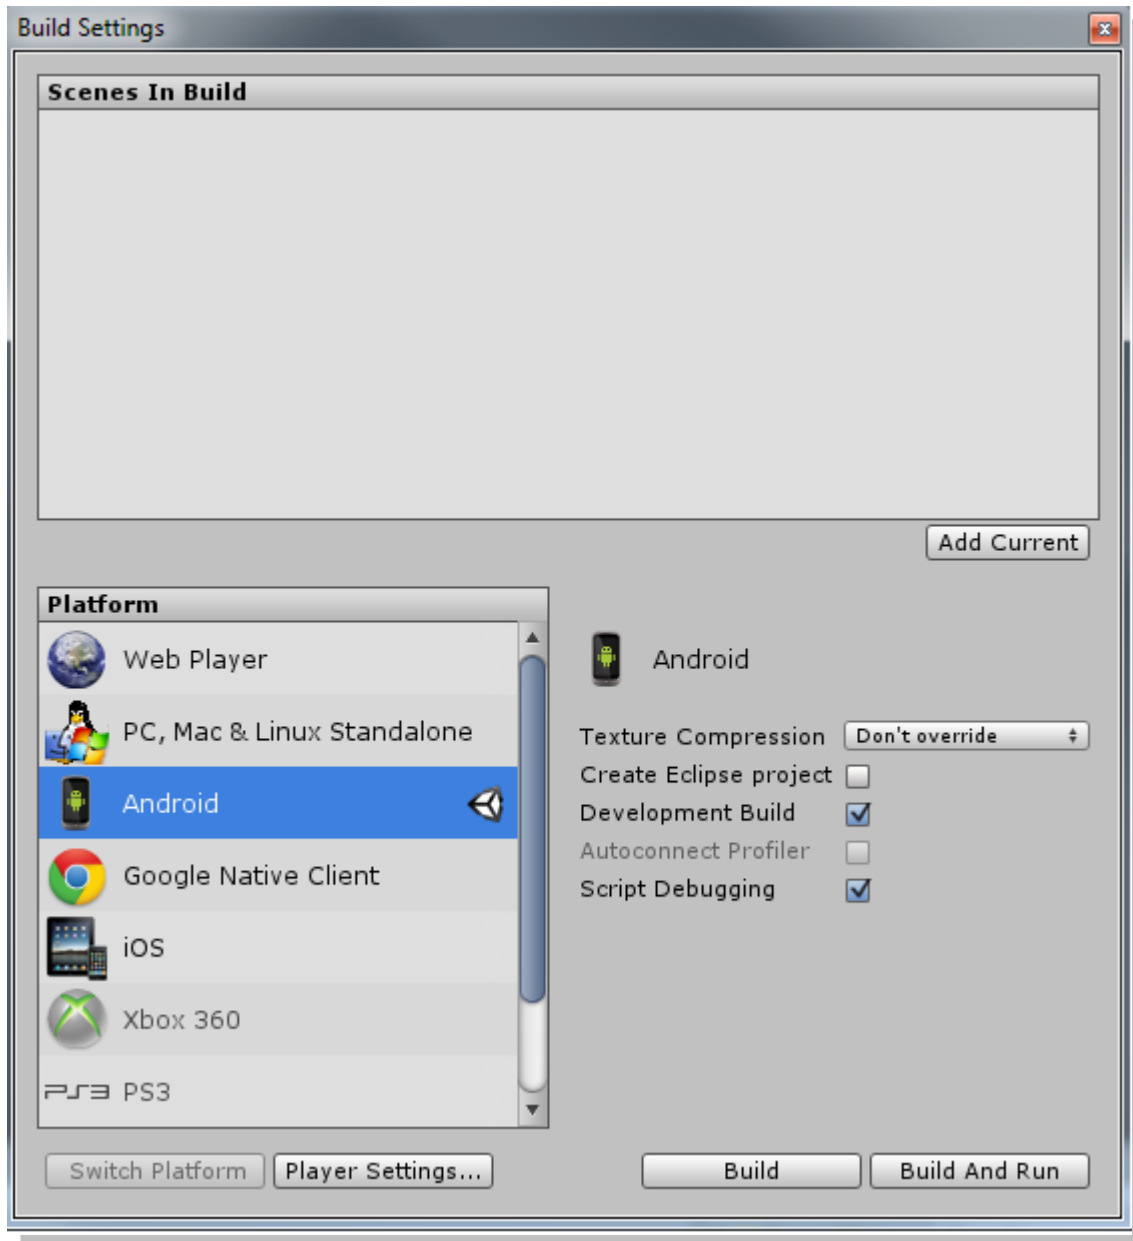 Build Settings
Scenes In Build
Add Current
Platform
Web Player
PC, Mac & Linux Standalone
Android
Google Native Client
iOS
Xbox 360
PS3 PS3
Android
Texture Compression Don't override
Create Eclipse project
Development Build
Autoconnect Profiler
Script Debugging
Switch Platform Player Settings... Build Build And Run